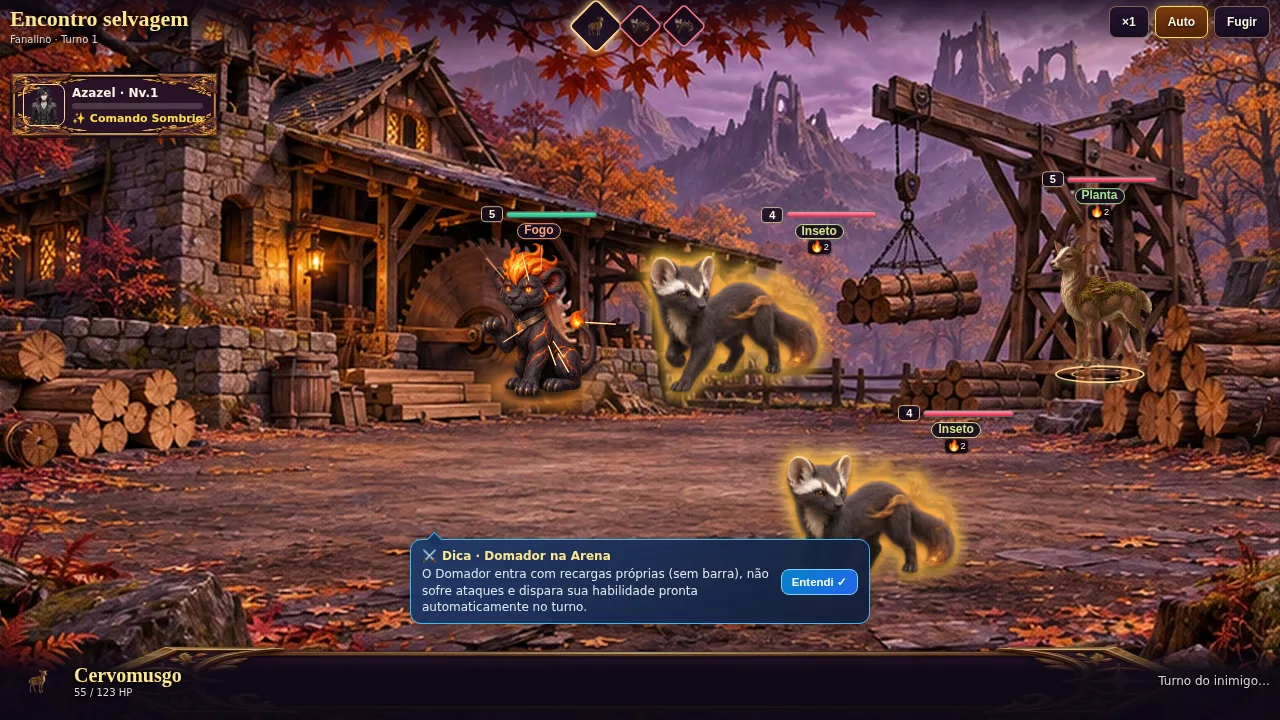 Encontro selvagem
Fanalino · Turno 1
×1
Auto
Fugir
Azazel · Nv.1
✨ Comando Sombrio
5
Planta
🔥2
5
Fogo
4
Inseto
🔥2
4
Inseto
🔥2
⚔️ Dica · Domador na Arena
O Domador entra com recargas próprias (sem barra), não
sofre ataques e dispara sua habilidade pronta
automaticamente no turno.
Entendi ✓
Cervomusgo
55 / 123 HP
Turno do inimigo…